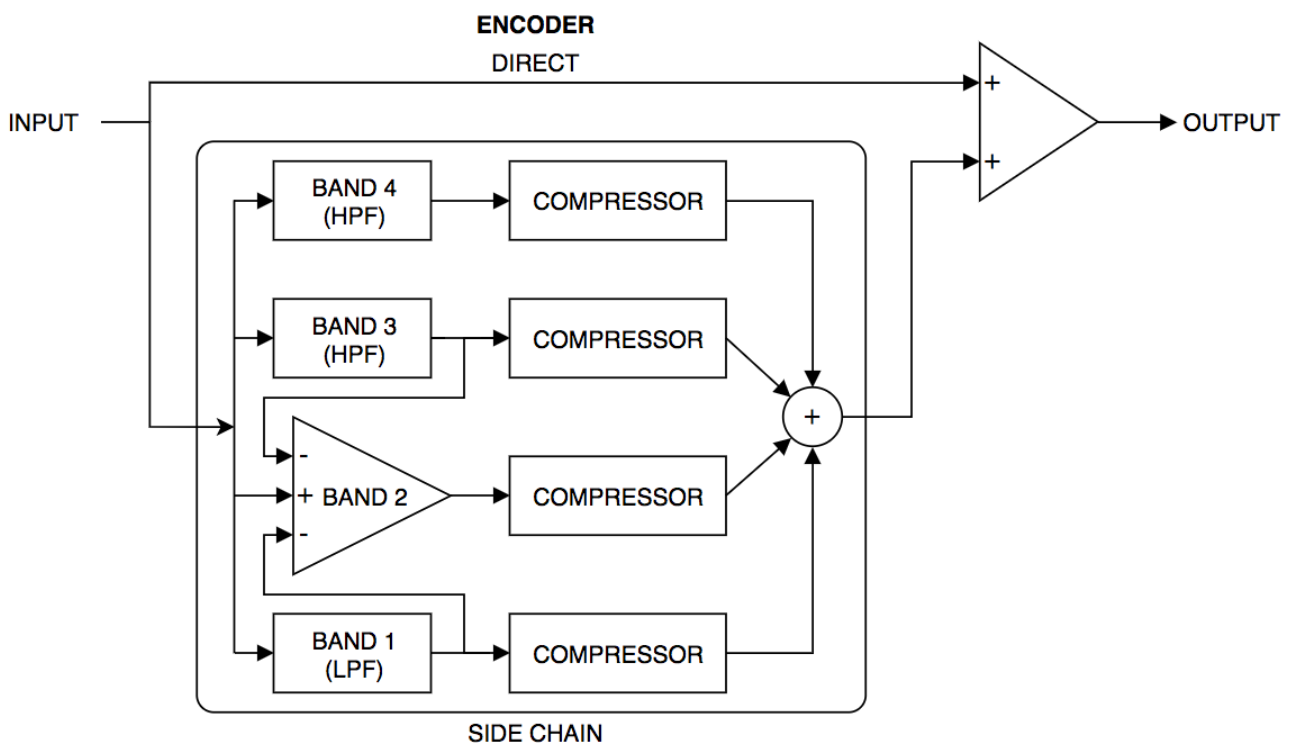 ENCODER
DIRECT
INPUT
+
+
OUTPUT
BAND 4
(HPF)
COMPRESSOR
BAND 3
(HPF)
COMPRESSOR
+
-
+ BAND 2
-
COMPRESSOR
BAND 1
(LPF)
COMPRESSOR
SIDE CHAIN